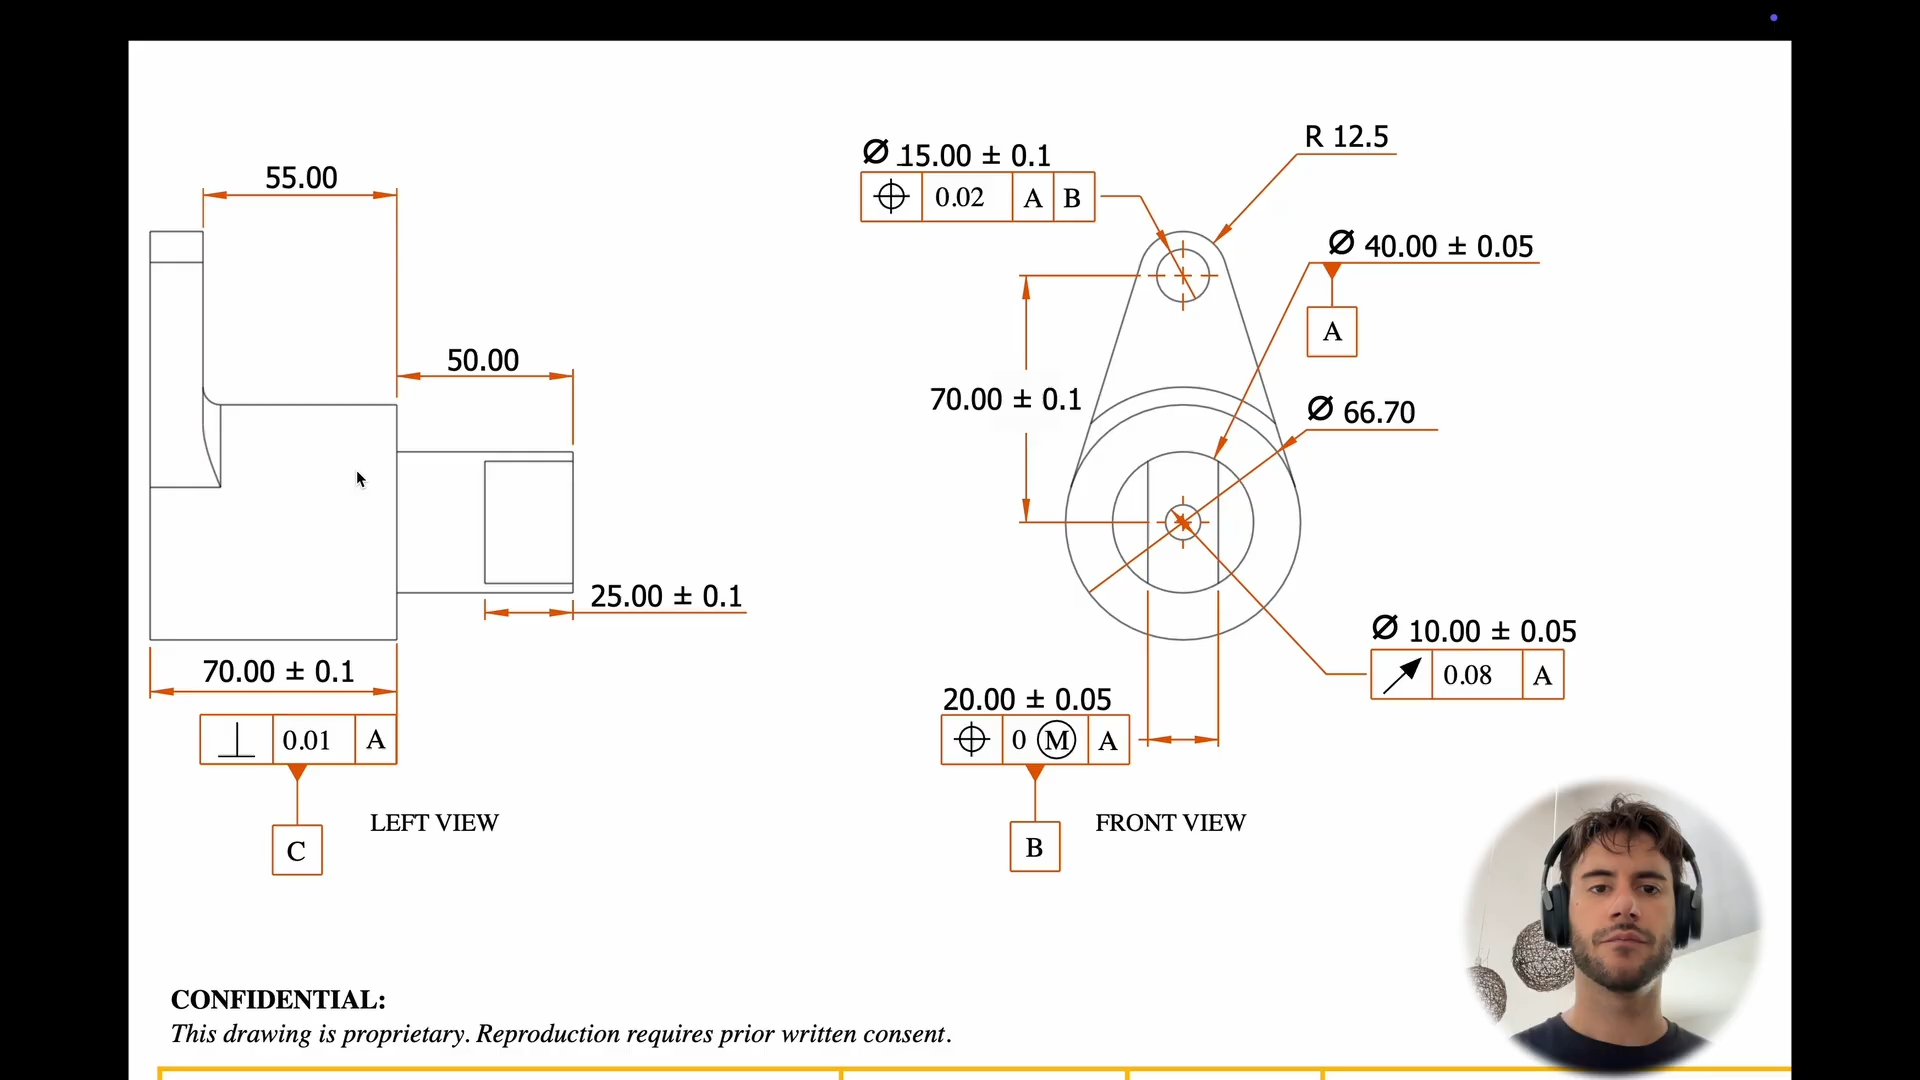 55.00
50.00
25.00 ± 0.1
70.00 ± 0.1
⊥ 0.01 A
C
LEFT VIEW
Ø 15.00 ± 0.1
⌖ 0.02 A B
R 12.5
Ø 40.00 ± 0.05
A
70.00 ± 0.1
Ø 66.70
Ø 10.00 ± 0.05
↗ 0.08 A
20.00 ± 0.05
⌖ 0 Ⓜ A
B
FRONT VIEW
CONFIDENTIAL:
This drawing is proprietary. Reproduction requires prior written consent.